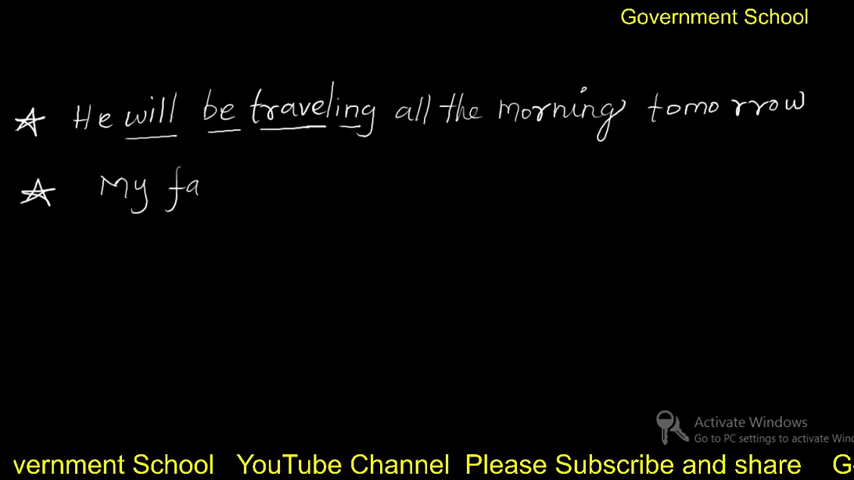 Government School
He will be traveling all the morning tomorrow
My fa
Activate Windows
Go to PC settings to activate Win
vernment School YouTube Channel Please Subscribe and share G